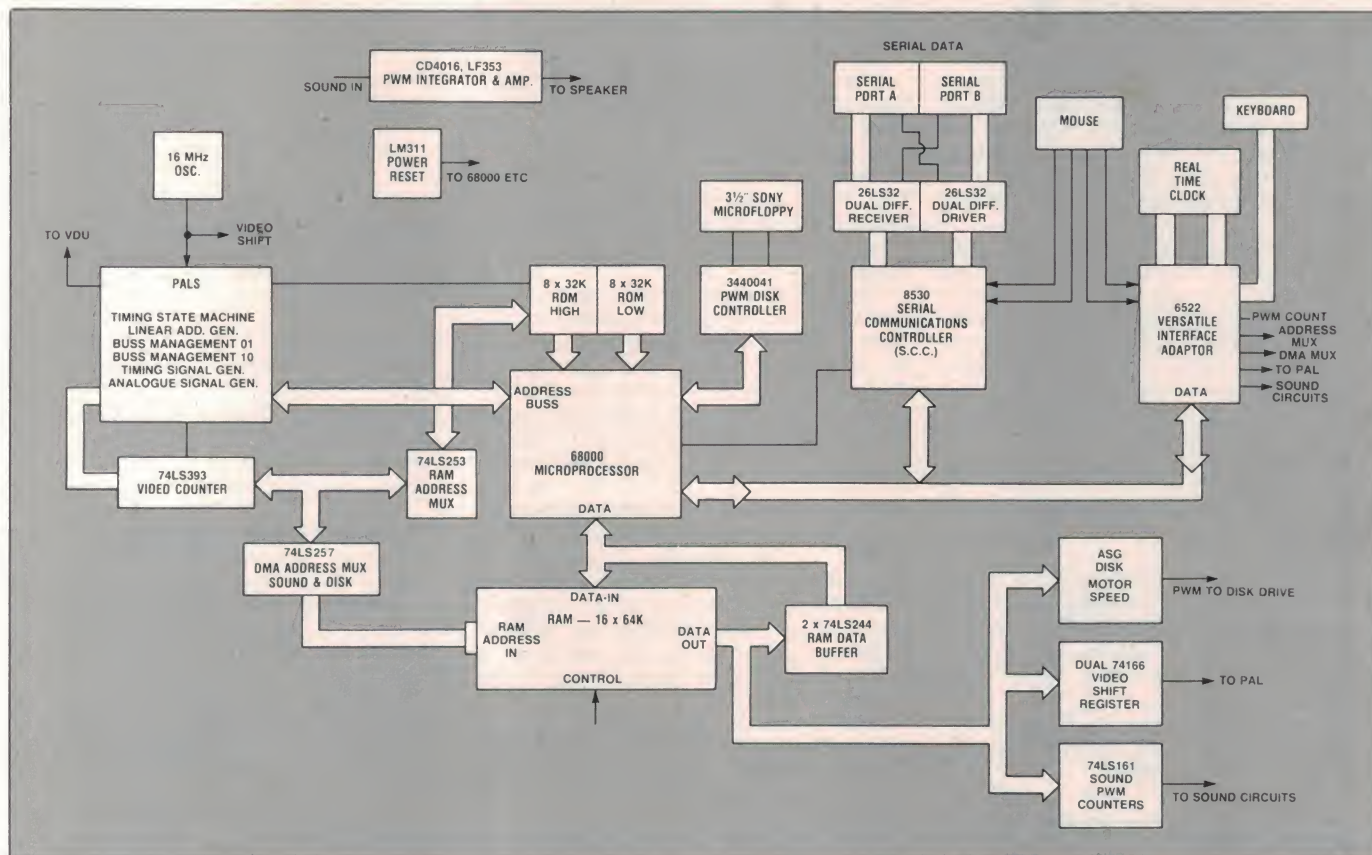 SERIAL DATA
CD4016, LF353
PWM INTEGRATOR & AMP.
SOUND IN
TO SPEAKER
SERIAL
PORT A
SERIAL
PORT B
MOUSE
KEYBOARD
16 MHz
OSC.
LM311
POWER
RESET
TO 68000 ETC
REAL
TIME
CLOCK
3½" SONY
MICROFLOPPY
26LS32
DUAL DIFF.
RECEIVER
26LS32
DUAL DIFF.
DRIVER
TO VDU
VIDEO
SHIFT
PALS
TIMING STATE MACHINE
LINEAR ADD. GEN.
BUSS MANAGEMENT 01
BUSS MANAGEMENT 10
TIMING SIGNAL GEN.
ANALOGUE SIGNAL GEN.
8 x 32K
ROM
HIGH
8 x 32K
ROM
LOW
3440041
PWM DISK
CONTROLLER
8530
SERIAL
COMMUNICATIONS
CONTROLLER
(S.C.C.)
6522
VERSATILE
INTERFACE
ADAPTOR
DATA
PWM COUNT
ADDRESS
MUX
DMA MUX
TO PAL
SOUND
CIRCUITS
ADDRESS
BUSS
68000
MICROPROCESSOR
DATA
74LS393
VIDEO COUNTER
74LS253
RAM
ADDRESS
MUX
74LS257
DMA ADDRESS MUX
SOUND & DISK
DATA-IN
RAM — 16 x 64K
RAM
ADDRESS
IN
DATA
OUT
CONTROL
2 x 74LS244
RAM DATA
BUFFER
ASG
DISK
MOTOR
SPEED
PWM TO DISK DRIVE
DUAL 74166
VIDEO
SHIFT
REGISTER
TO PAL
74LS161
SOUND
PWM
COUNTERS
TO SOUND CIRCUITS